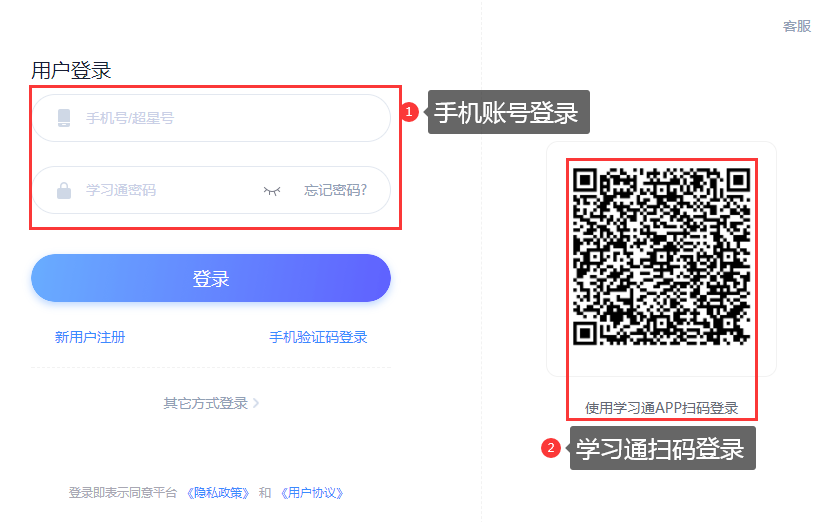 客服
用户登录
手机号/超星号
1 手机账号登录
学习通密码 忘记密码?
登录
新用户注册 手机验证码登录
其它方式登录
登录即表示同意平台《隐私政策》和《用户协议》
使用学习通APP扫码登录
2 学习通扫码登录